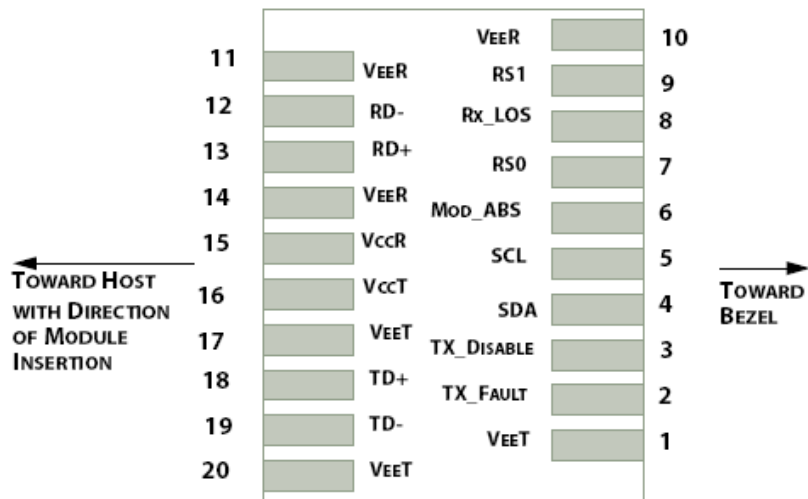 11 VEER
12 RD-
13 RD+
14 VEER
15 VCCR
16 VCCT
17 VEET
18 TD+
19 TD-
20 VEET
VEER 10
RS1 9
RX_LOS 8
RS0 7
MOD_ABS 6
SCL 5
SDA 4
TX_DISABLE 3
TX_FAULT 2
VEET 1
TOWARD HOST
WITH DIRECTION
OF MODULE
INSERTION
TOWARD
BEZEL